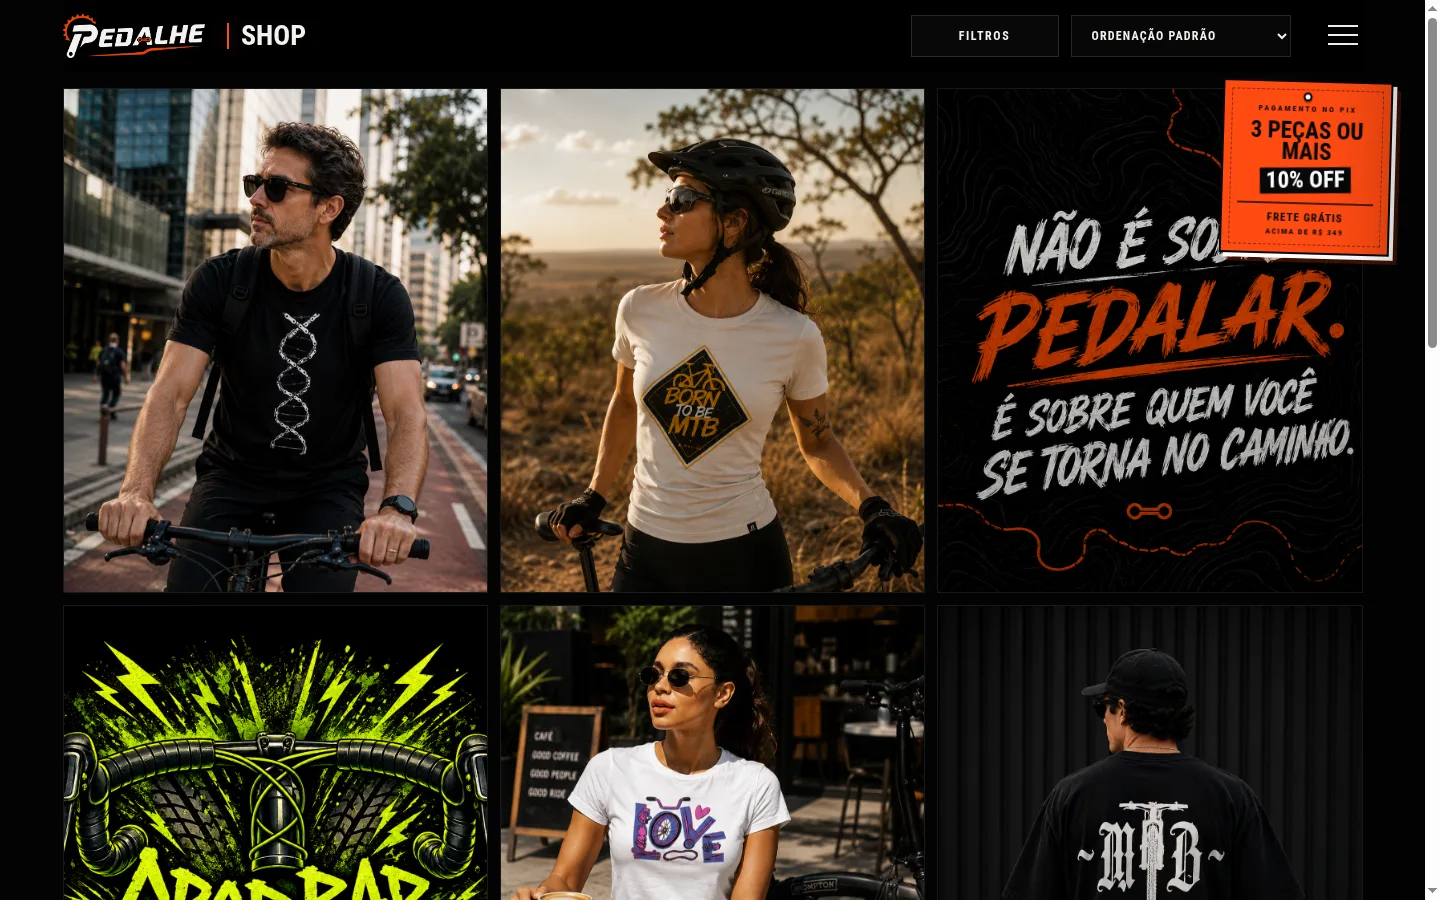 PEDALHE
SHOP
FILTROS
ORDENAÇÃO PADRÃO
PAGAMENTO NO PIX
3 PEÇAS OU
MAIS
10% OFF
FRETE GRÁTIS
ACIMA DE R$ 349
BORN
TO BE
MTB
NÃO É
PEDALAR.
É SOBRE QUEM VOCÊ
SE TORNA NO CAMINHO.
CAFÉ
GOOD COFFEE
GOOD PEOPLE
GOOD RIDE
LOVE
~MTB~